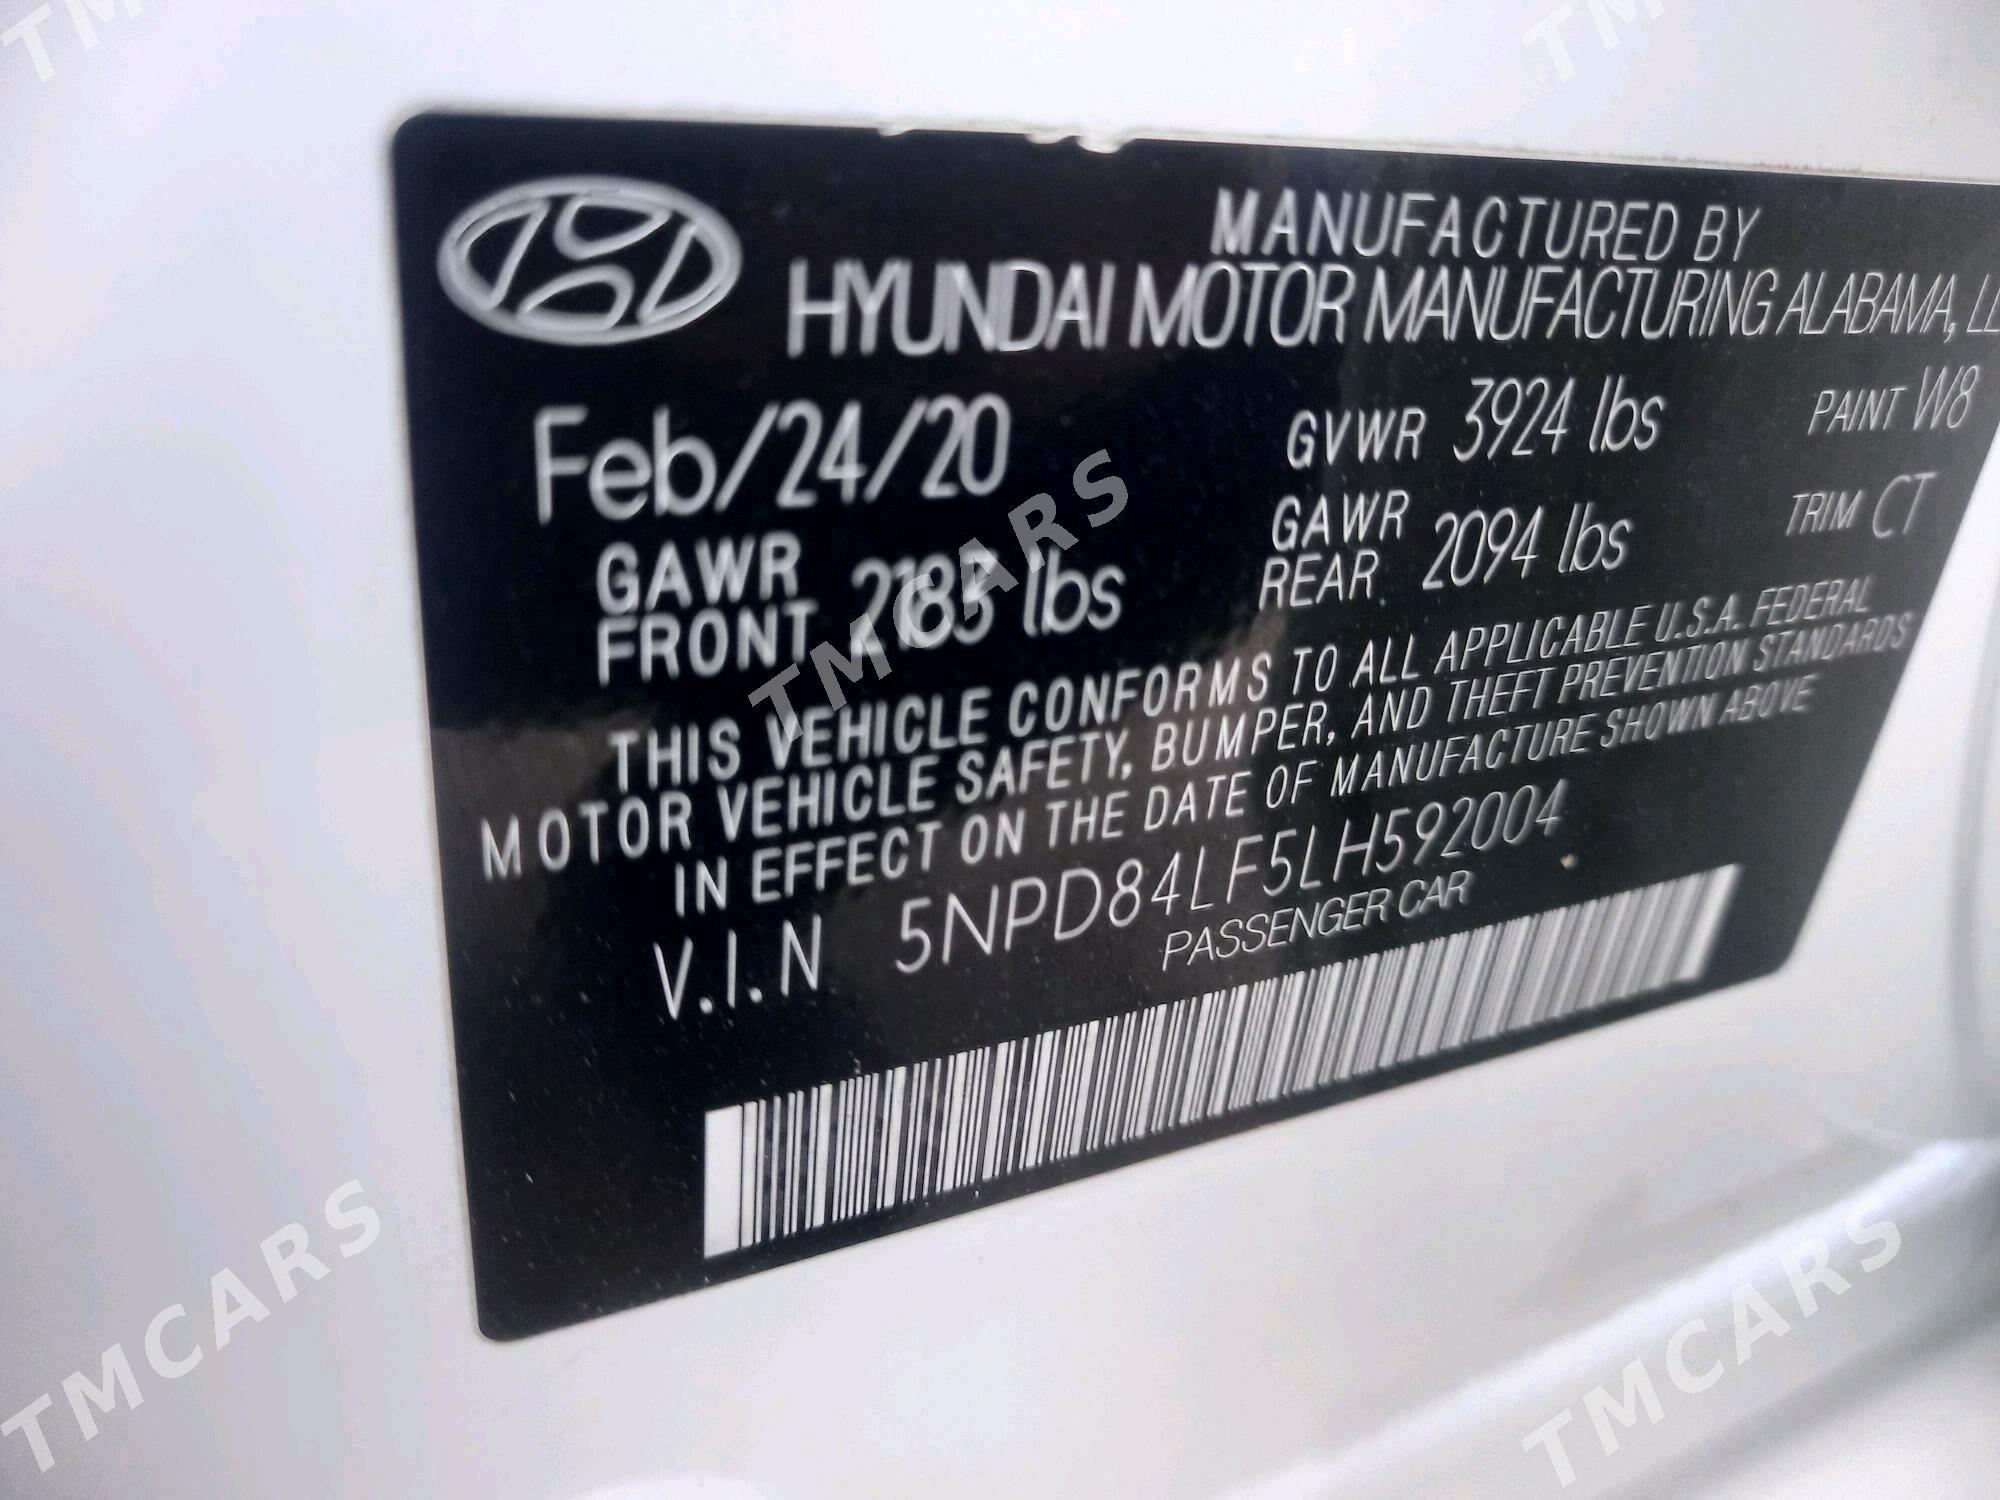 MANUFACTURED BY
HYUNDAI MOTOR MANUFACTURING ALABAMA, LL
Feb/24/20 GVWR 3924 lbs PAINT W8
GAWR FRONT 2183 lbs GAWR REAR 2094 lbs TRIM CT
THIS VEHICLE CONFORMS TO ALL APPLICABLE U.S.A. FEDERAL
MOTOR VEHICLE SAFETY, BUMPER, AND THEFT PREVENTION STANDARDS
IN EFFECT ON THE DATE OF MANUFACTURE SHOWN ABOVE
V.I.N 5NPD84LF5LH592004
PASSENGER CAR
TMCARS
TMCARS
TMCARS